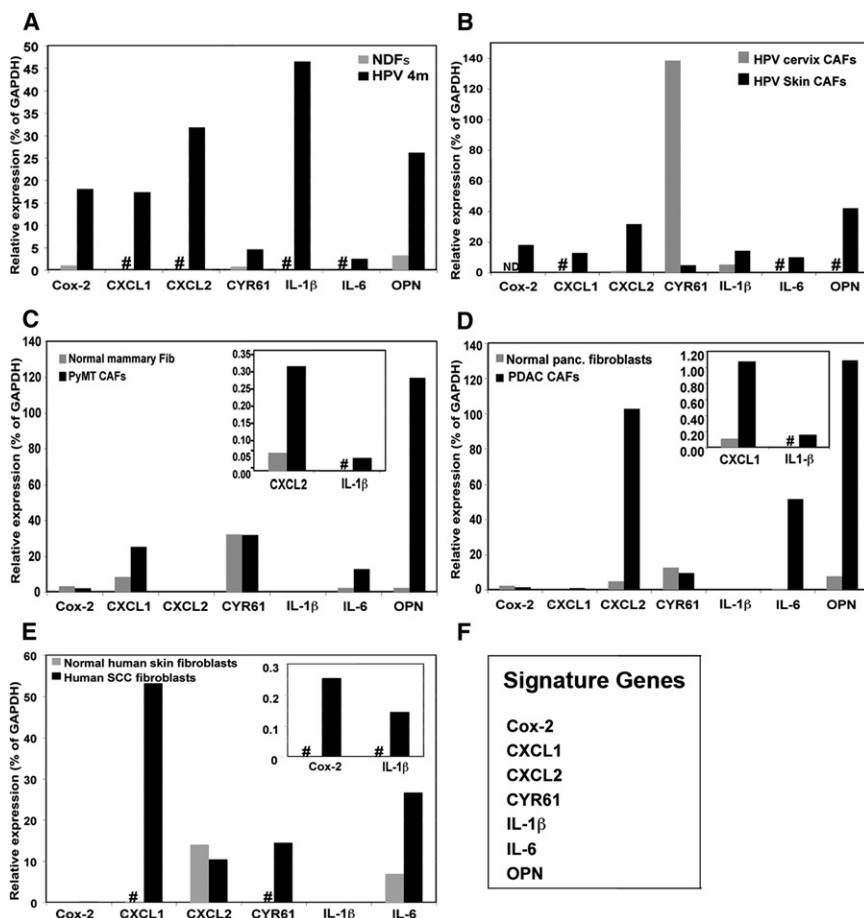 A
Relative expression (% of GAPDH)
50
45
40
35
30
25
20
15
10
5
0
NDFs
HPV 4m
# # # #
Cox-2 CXCL1 CXCL2 CYR61 IL-1β IL-6 OPN
B
Relative expression (% of GAPDH)
140
120
100
80
60
40
20
0
HPV cervix CAFs
HPV Skin CAFs
ND # # #
Cox-2 CXCL1 CXCL2 CYR61 IL-1β IL-6 OPN
C
Relative expression (% of GAPDH)
140
120
100
80
60
40
20
0
Normal mammary Fib
PyMT CAFs
0.35
0.30
0.25
0.20
0.15
0.10
0.05
0.00
#
CXCL2 IL-1β
Cox-2 CXCL1 CXCL2 CYR61 IL-1β IL-6 OPN
D
Relative expression (% of GAPDH)
140
120
100
80
60
40
20
0
Normal panc. fibroblasts
PDAC CAFs
1.20
1.00
0.80
0.60
0.40
0.20
0.00
#
CXCL1 IL1-β
Cox-2 CXCL1 CXCL2 CYR61 IL-1β IL-6 OPN
E
Relative expression (% of GAPDH)
60
50
40
30
20
10
0
Normal human skin fibroblasts
Human SCC fibroblasts
0.3
0.2
0.1
0
# #
Cox-2 IL-1β
# #
Cox-2 CXCL1 CXCL2 CYR61 IL-1β IL-6
F
Signature Genes
Cox-2
CXCL1
CXCL2
CYR61
IL-1β
IL-6
OPN